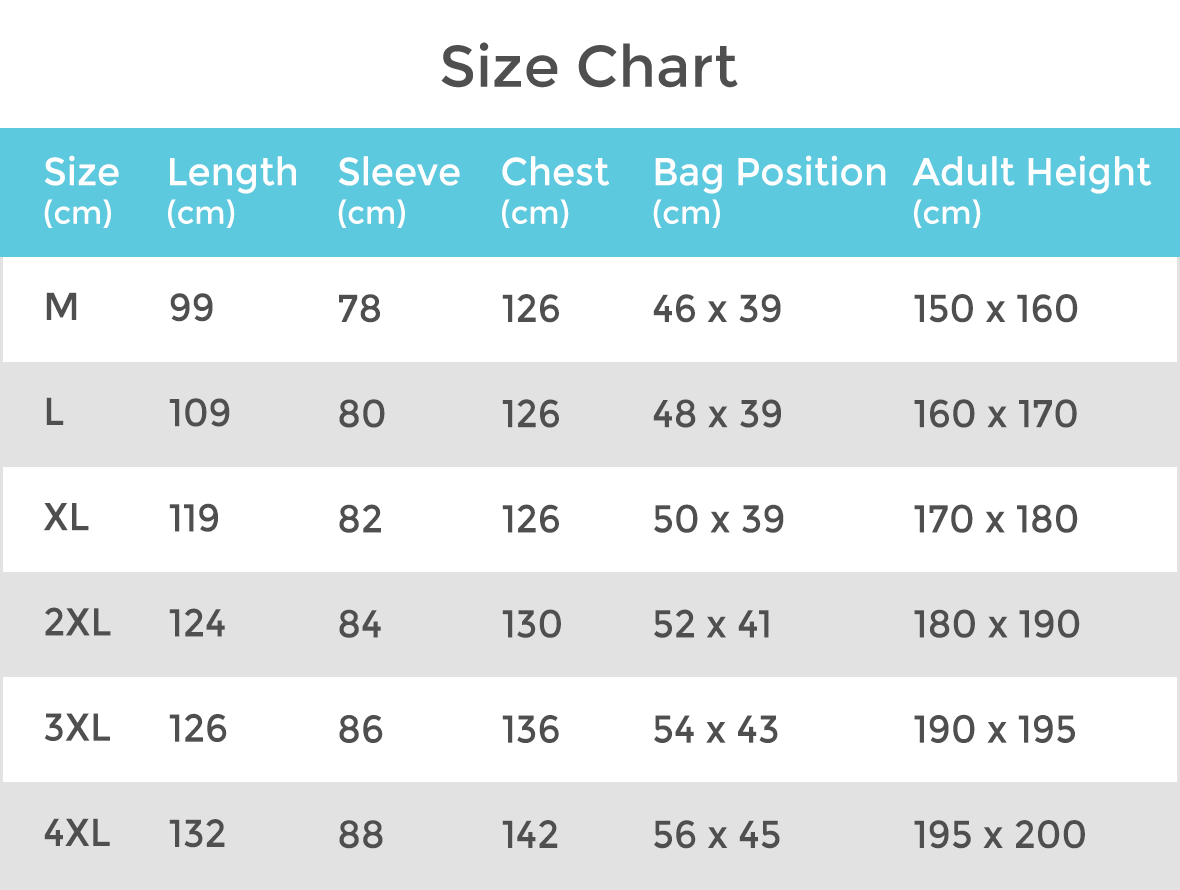 Size Chart
Size Length Sleeve Chest Bag Position Adult Height
(cm) (cm) (cm) (cm) (cm) (cm)
M 99 78 126 46 x 39 150 x 160
L 109 80 126 48 x 39 160 x 170
XL 119 82 126 50 x 39 170 x 180
2XL 124 84 130 52 x 41 180 x 190
3XL 126 86 136 54 x 43 190 x 195
4XL 132 88 142 56 x 45 195 x 200